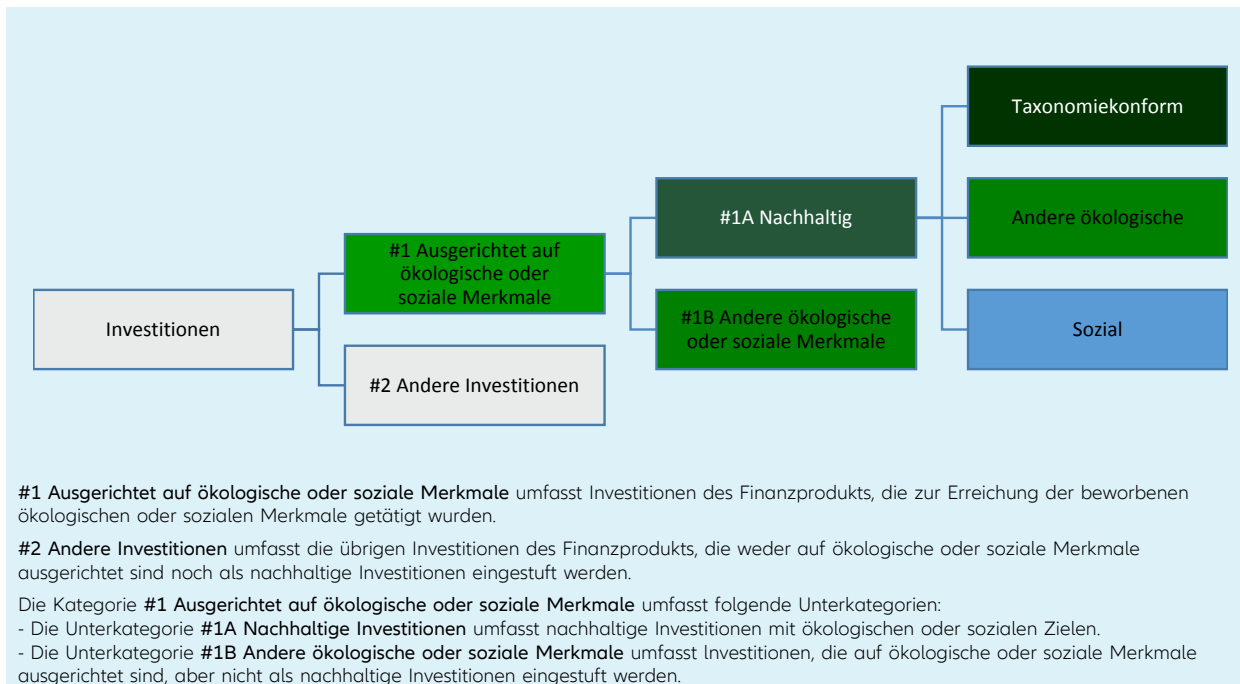 Taxonomiekonform
#1A Nachhaltig
Andere ökologische
#1 Ausgerichtet auf
ökologische oder
soziale Merkmale
Investitionen
#1B Andere ökologische
oder soziale Merkmale
Sozial
#2 Andere Investitionen
#1 Ausgerichtet auf ökologische oder soziale Merkmale umfasst Investitionen des Finanzprodukts, die zur Erreichung der beworbenen
ökologischen oder sozialen Merkmale getätigt wurden.
#2 Andere Investitionen umfasst die übrigen Investitionen des Finanzprodukts, die weder auf ökologische oder soziale Merkmale
ausgerichtet sind noch als nachhaltige Investitionen eingestuft werden.
Die Kategorie #1 Ausgerichtet auf ökologische oder soziale Merkmale umfasst folgende Unterkategorien:
- Die Unterkategorie #1A Nachhaltige Investitionen umfasst nachhaltige Investitionen mit ökologischen oder sozialen Zielen.
- Die Unterkategorie #1B Andere ökologische oder soziale Merkmale umfasst Investitionen, die auf ökologische oder soziale Merkmale
ausgerichtet sind, aber nicht als nachhaltige Investitionen eingestuft werden.